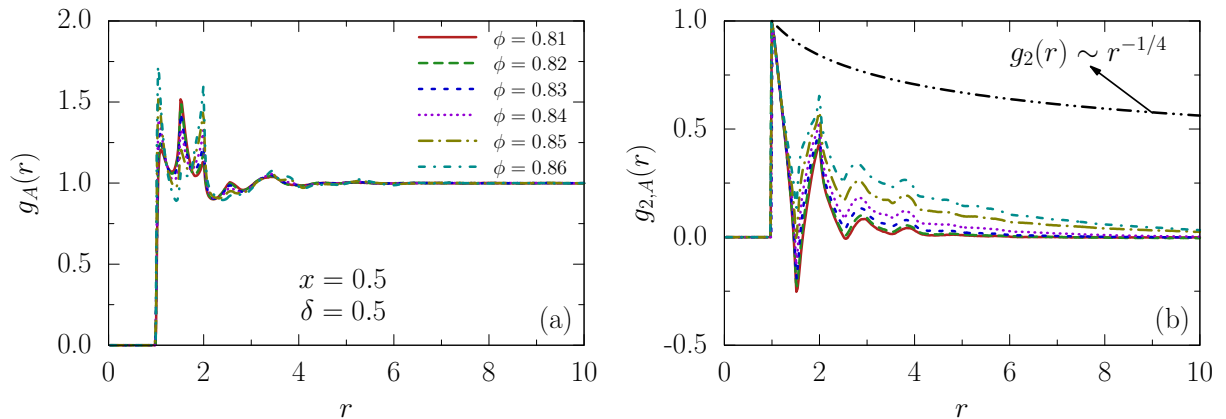 2.0
1.5
1.0
0.5
0.0
0 2 4 6 8 10
g_A(r)
r
ϕ = 0.81
ϕ = 0.82
ϕ = 0.83
ϕ = 0.84
ϕ = 0.85
ϕ = 0.86
x = 0.5
δ = 0.5
(a)
1.0
0.5
0.0
-0.5
0 2 4 6 8 10
g_{2,A}(r)
r
g_2(r) ∼ r^{-1/4}
(b)